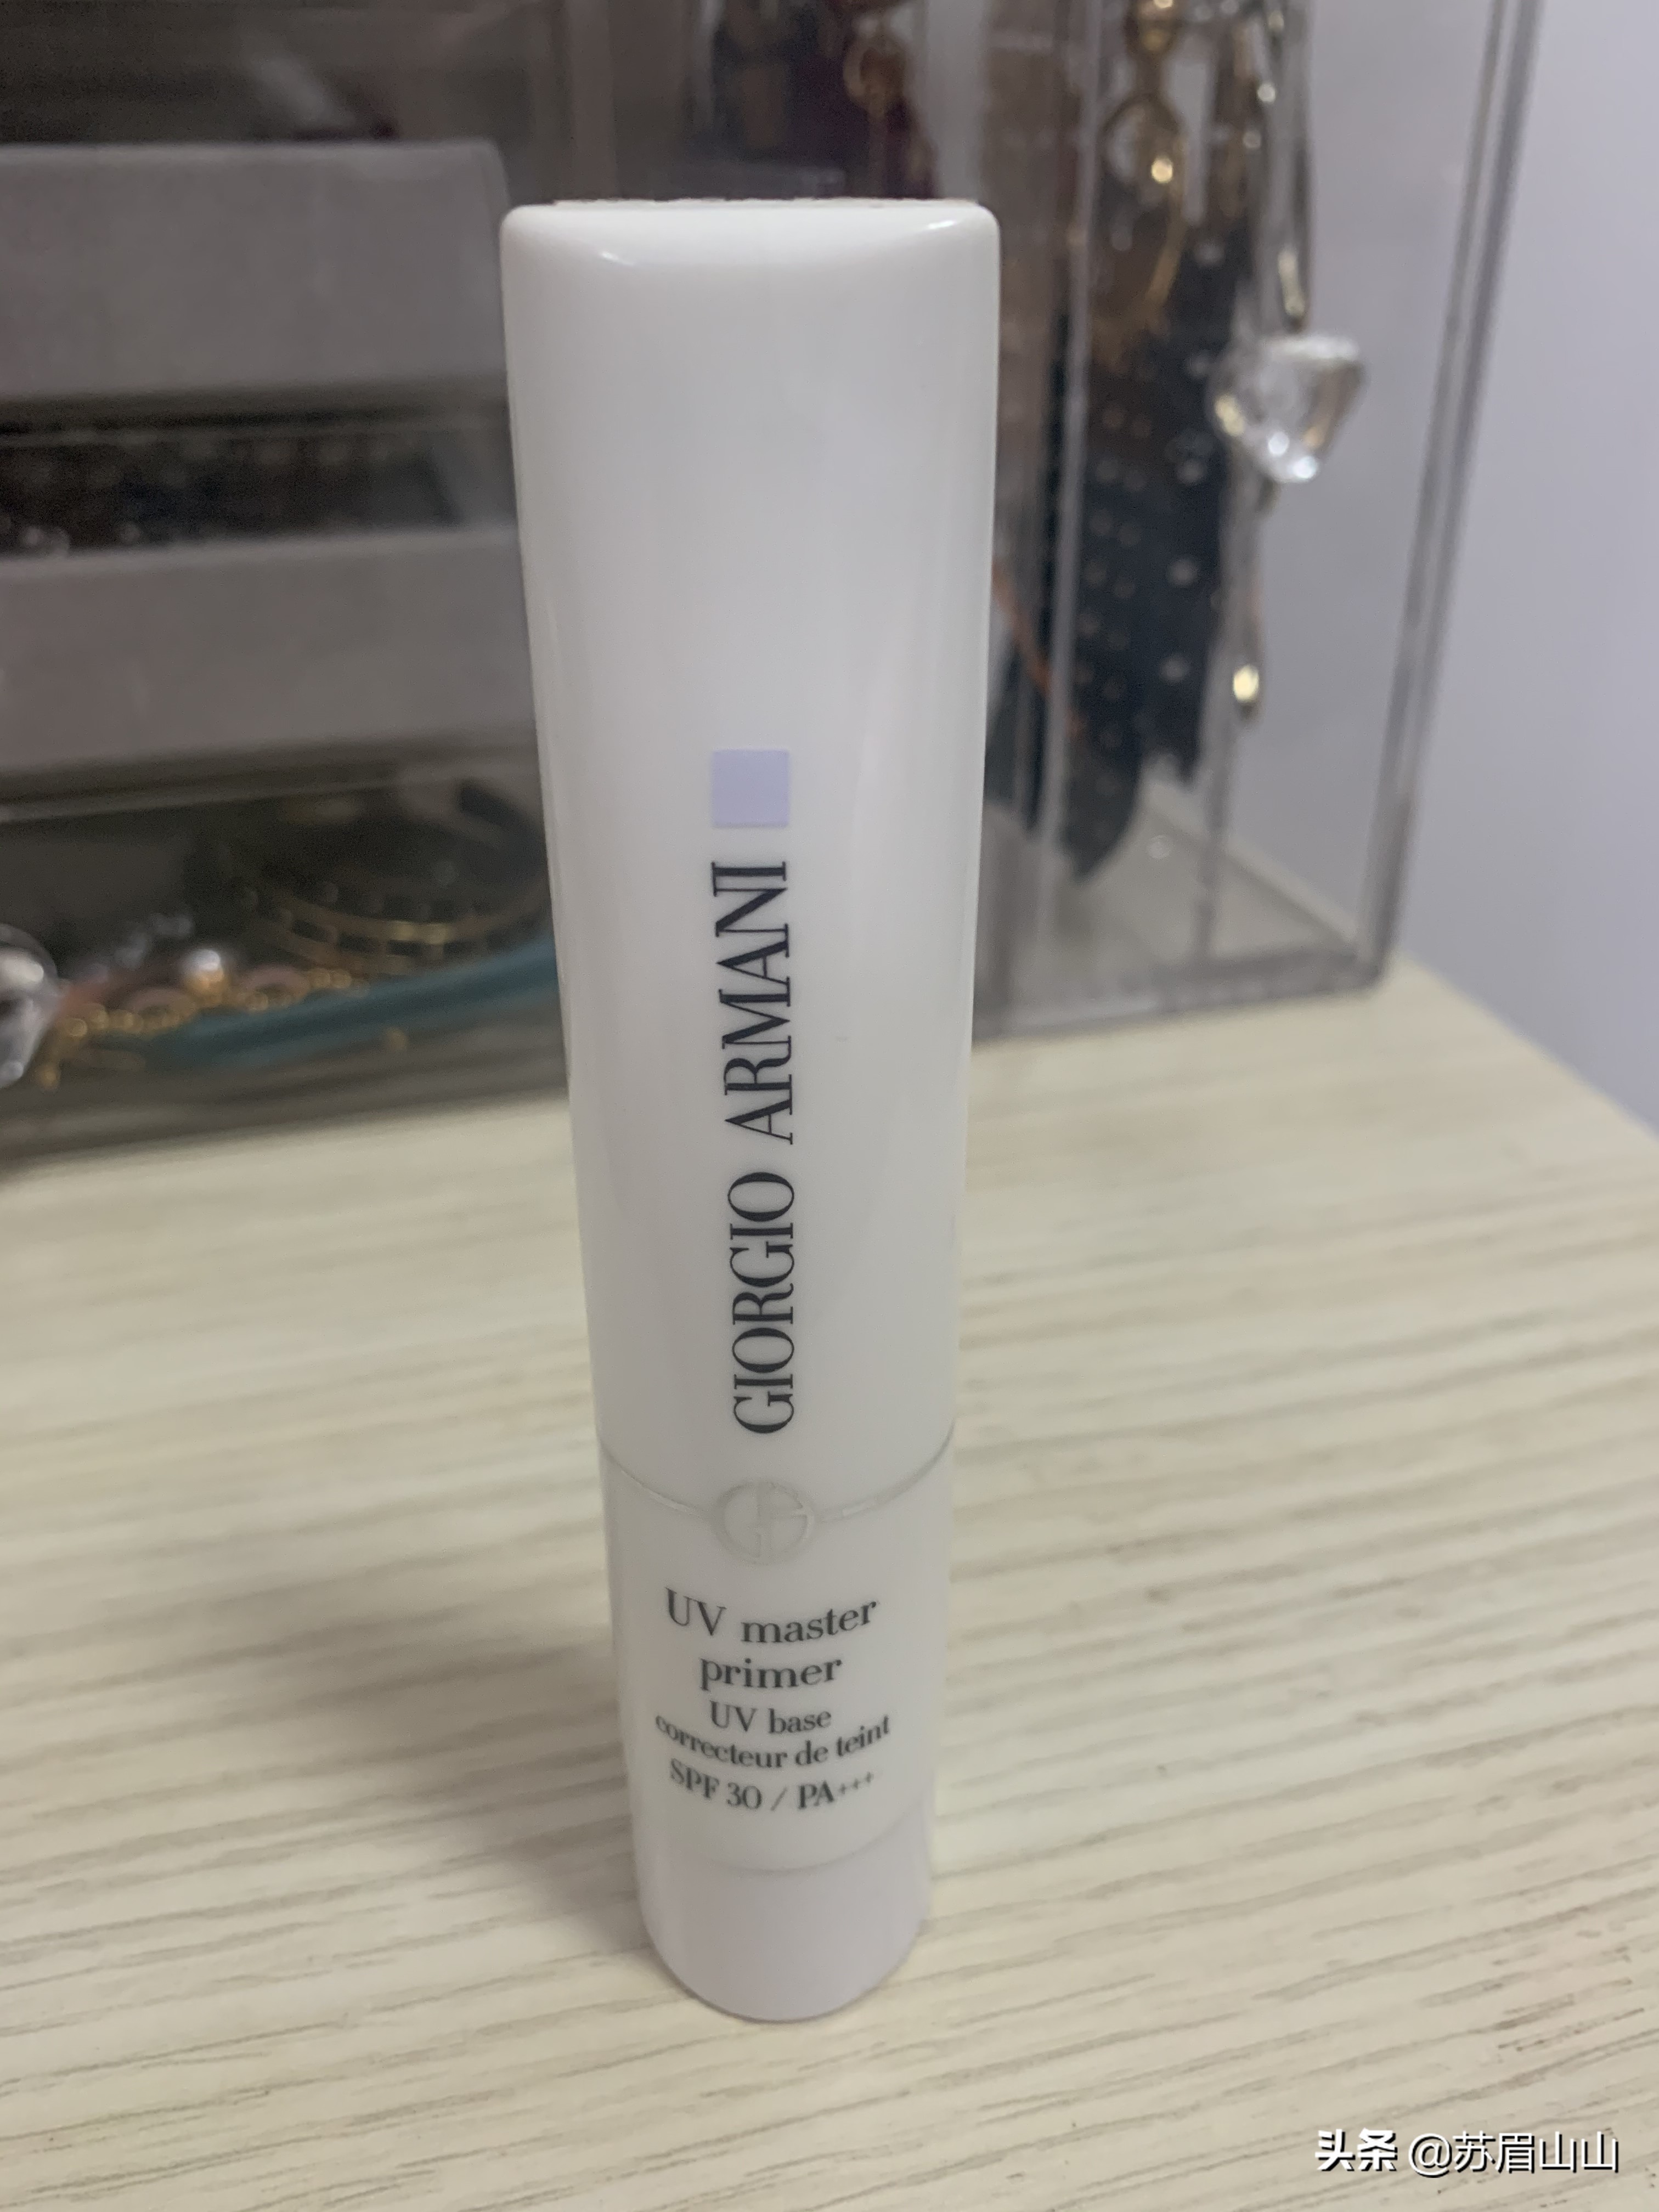 GIORGIO ARMANI
UV master
primer
UV base
correcteur de teint
SPF 30 / PA+++
头条 @苏眉山山